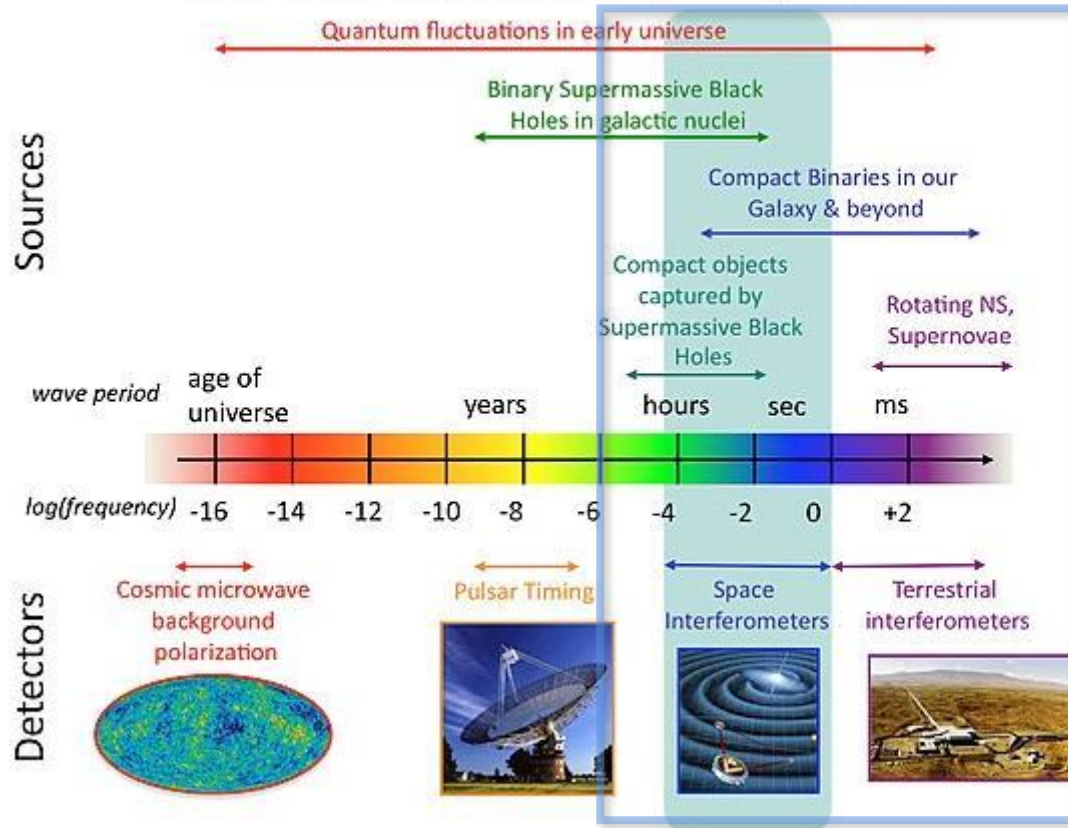 Quantum fluctuations in early universe
Binary Supermassive Black
Holes in galactic nuclei
Compact Binaries in our
Galaxy & beyond
Compact objects
captured by
Supermassive Black
Holes
Rotating NS,
Supernovae
Sources
wave period
age of
universe
years
hours
sec
ms
log(frequency)
-16
-14
-12
-10
-8
-6
-4
-2
0
+2
Detectors
Cosmic microwave
background
polarization
Pulsar Timing
Space
Interferometers
Terrestrial
interferometers